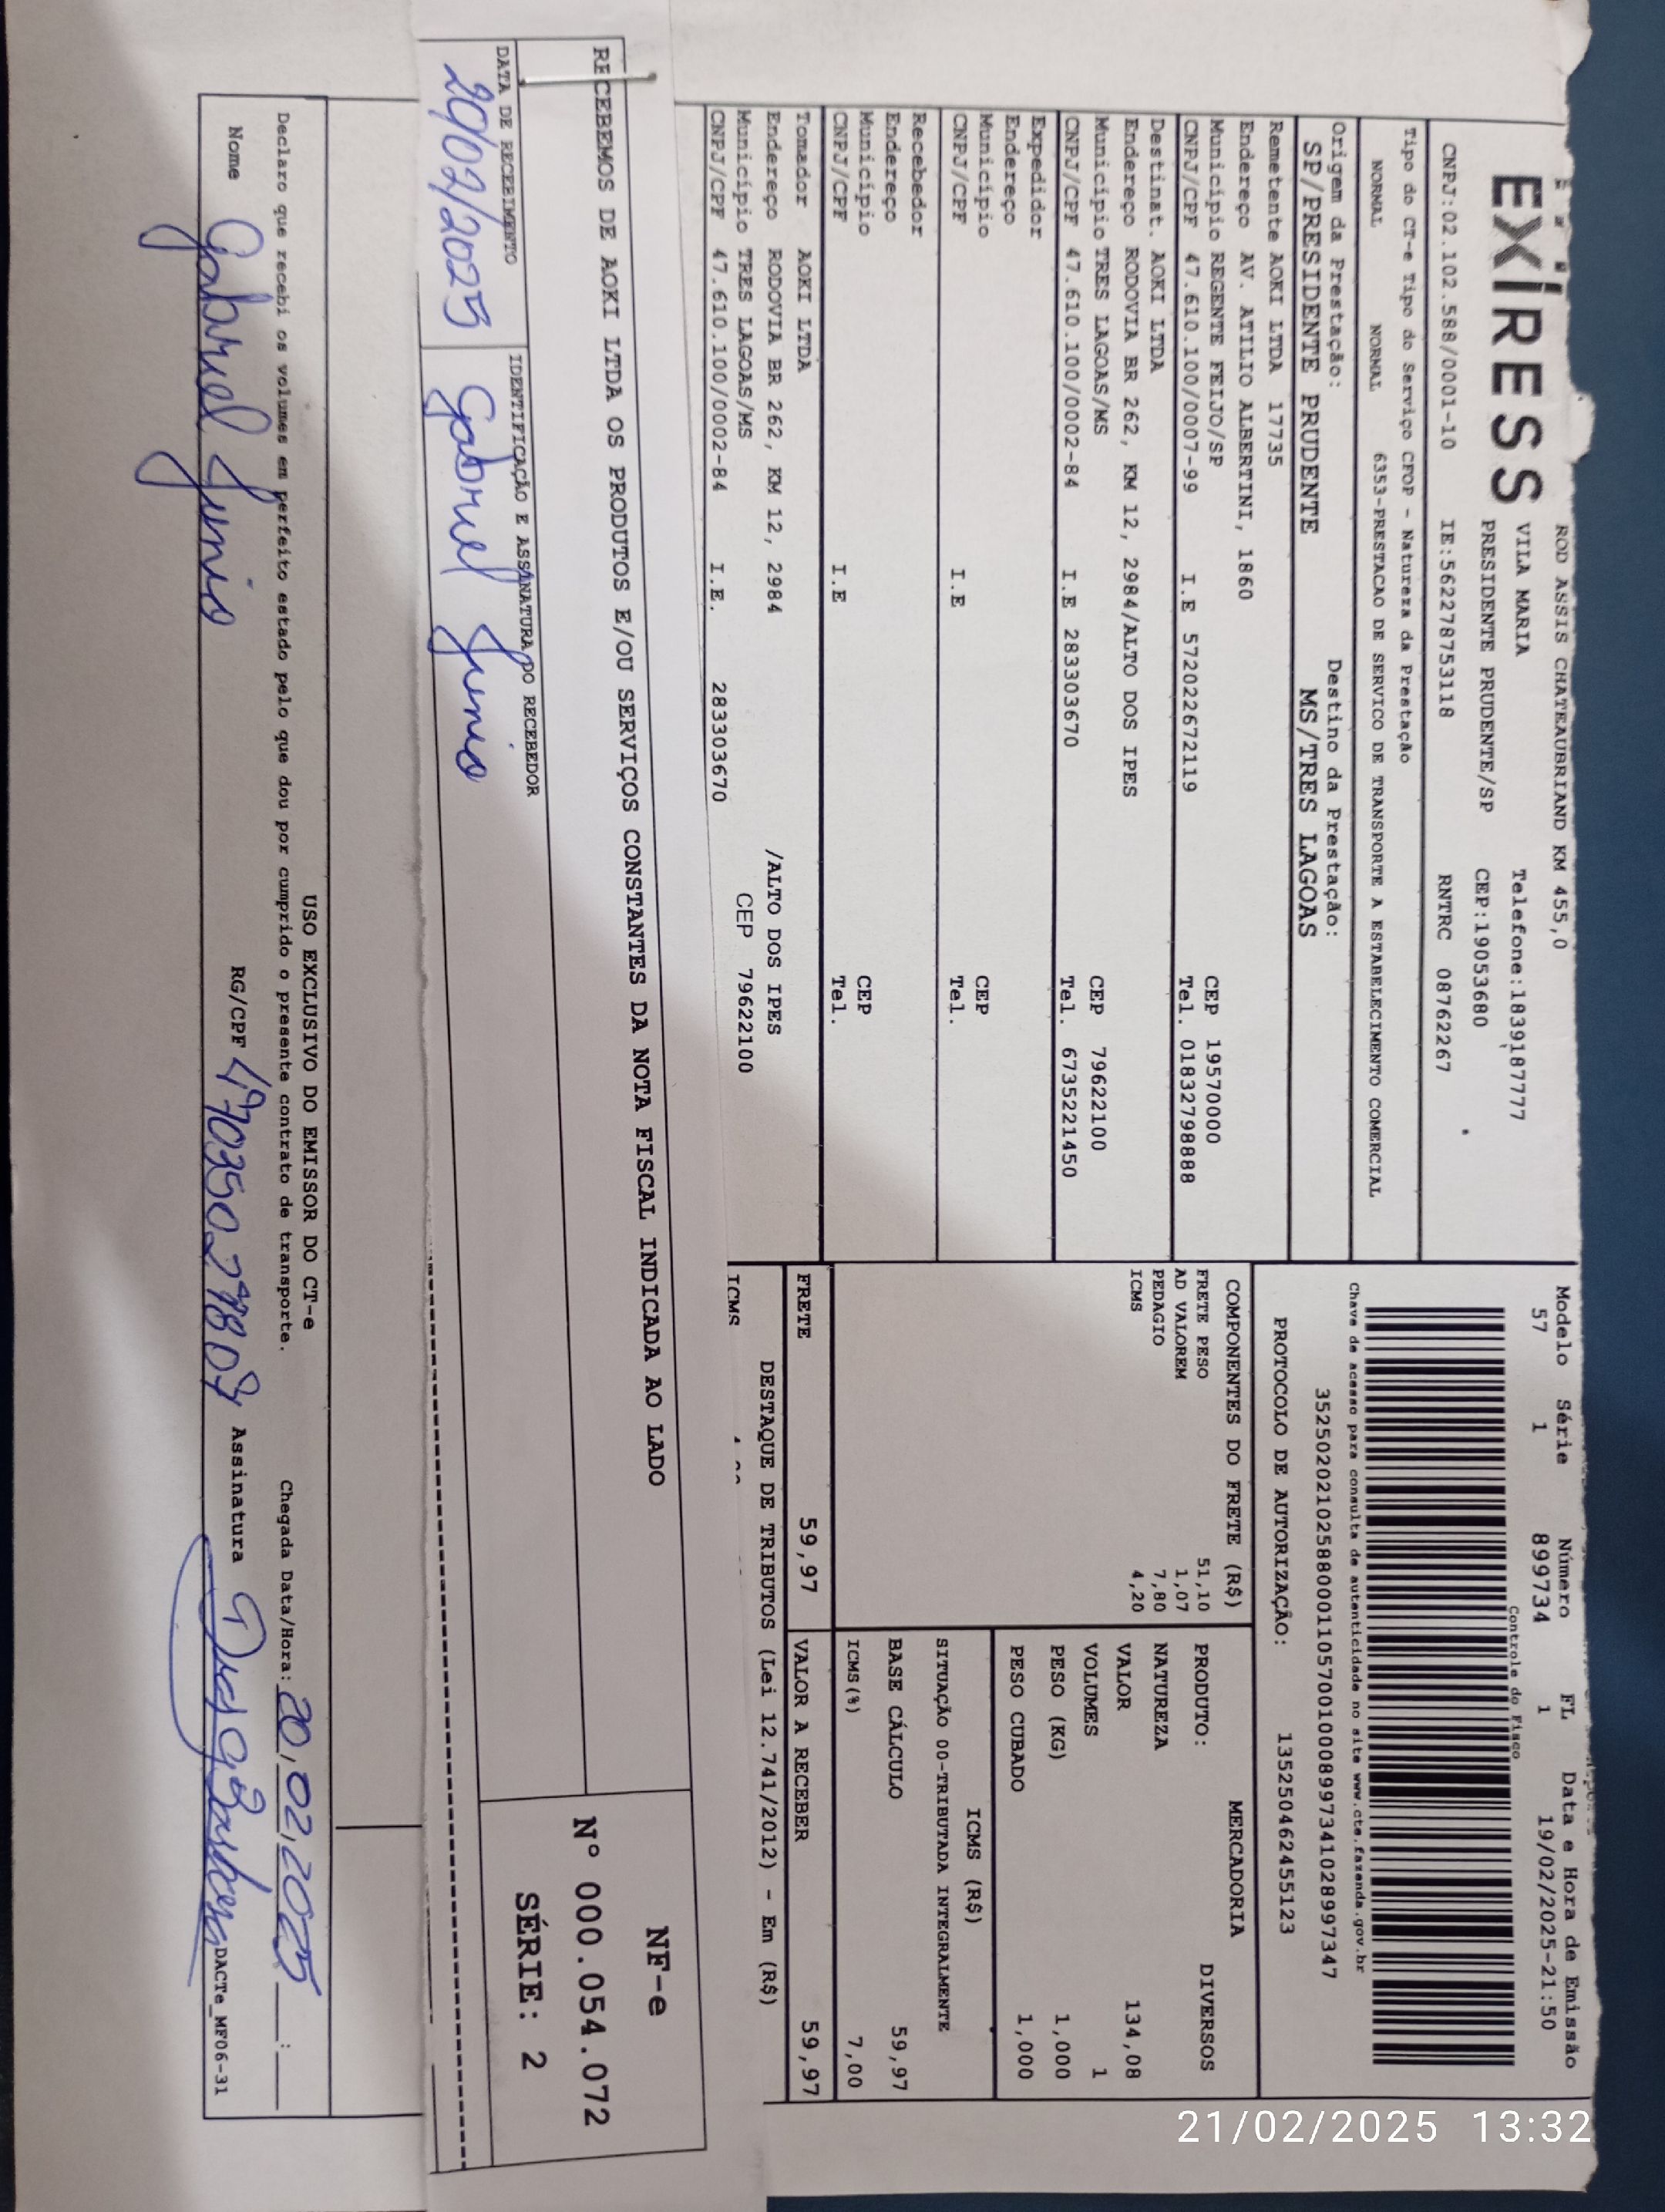 EXPRESS
ROD ASSIS CHATEAUBRIAND KM 455,0
VILA MARIA Telefone:1839187777
PRESIDENTE PRUDENTE/SP CEP:19053680
CNPJ:02.102.588/0001-10 IE:562278753118 RNTRC 08762267
Tipo do CT-e Tipo do Serviço CFOP - Natureza da Prestação
NORMAL NORMAL 6353-PRESTACAO DE SERVICO DE TRANSPORTE A ESTABELECIMENTO COMERCIAL
Origem da Prestação: Destino da Prestação:
SP/PRESIDENTE PRUDENTE MS/TRES LAGOAS
Remetente AOKI LTDA 17735
Endereço AV. ATILIO ALBERTINI, 1860
Município REGENTE FEIJO/SP CEP 19570000
CNPJ/CPF 47.610.100/0007-99 I.E 572022672119 Tel. 01832798888
Destinat. AOKI LTDA
Endereço RODOVIA BR 262, KM 12, 2984/ALTO DOS IPES
Município TRES LAGOAS/MS CEP 79622100
CNPJ/CPF 47.610.100/0002-84 I.E 283303670 Tel. 6735221450
Expedidor
Endereço
Município CEP
CNPJ/CPF I.E Tel.
Recebedor
Endereço
Município CEP
CNPJ/CPF I.E Tel.
Tomador AOKI LTDA
Endereço RODOVIA BR 262, KM 12, 2984 /ALTO DOS IPES
Município TRES LAGOAS/MS CEP 79622100
CNPJ/CPF 47.610.100/0002-84 I.E. 283303670
Modelo Série Número FL Data e Hora de Emissão
57 1 899734 1 19/02/2025-21:50
Controle do Fisco
Chave de acesso para consulta de autenticidade no site www.cte.fazenda.gov.br
35250202102588000110570010008997341028997347
PROTOCOLO DE AUTORIZAÇÃO: 135250462455123
COMPONENTES DO FRETE (R$)
FRETE PESO 51,10
AD VALOREM 1,07
PEDAGIO 7,80
ICMS 4,20
MERCADORIA
PRODUTO: DIVERSOS
NATUREZA
VALOR 134,08
VOLUMES 1
PESO (KG) 1,000
PESO CUBADO 1,000
ICMS (R$)
SITUAÇÃO 00-TRIBUTADA INTEGRALMENTE
BASE CÁLCULO 59,97
ICMS(%) 7,00
FRETE 59,97 VALOR A RECEBER 59,97
DESTAQUE DE TRIBUTOS (Lei 12.741/2012) - Em (R$)
ICMS
RECEBEMOS DE AOKI LTDA OS PRODUTOS E/OU SERVIÇOS CONSTANTES DA NOTA FISCAL INDICADA AO LADO
DATA DE RECEBIMENTO IDENTIFICAÇÃO E ASSINATURA DO RECEBEDOR
20/02/2025 Gabriel Junio
NF-e
Nº 000.054.072
SÉRIE: 2
USO EXCLUSIVO DO EMISSOR DO CT-e
Declaro que recebi os volumes em perfeito estado pelo que dou por cumprido o presente contrato de transporte. Chegada Data/Hora: 20/02/2025 :
Nome Gabriel Junio RG/CPF Assinatura
DACTe_MF06-31
21/02/2025 13:32